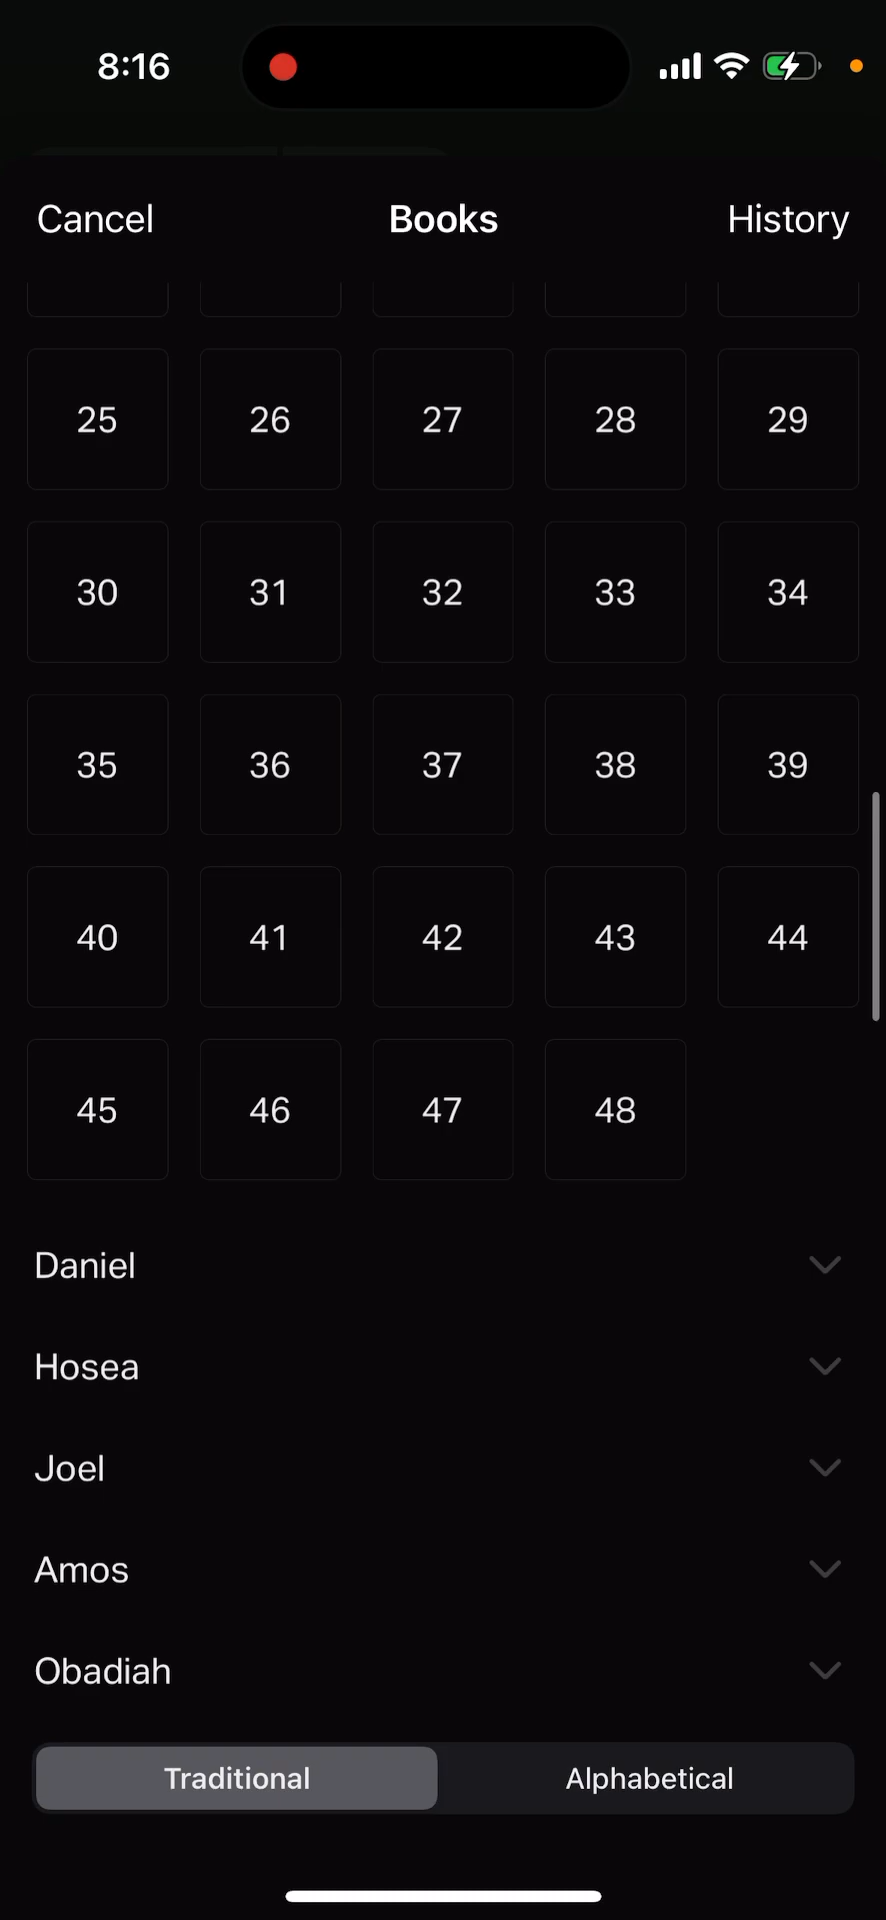 8:16
Cancel Books History
25 26 27 28 29
30 31 32 33 34
35 36 37 38 39
40 41 42 43 44
45 46 47 48
Daniel
Hosea
Joel
Amos
Obadiah
Traditional Alphabetical